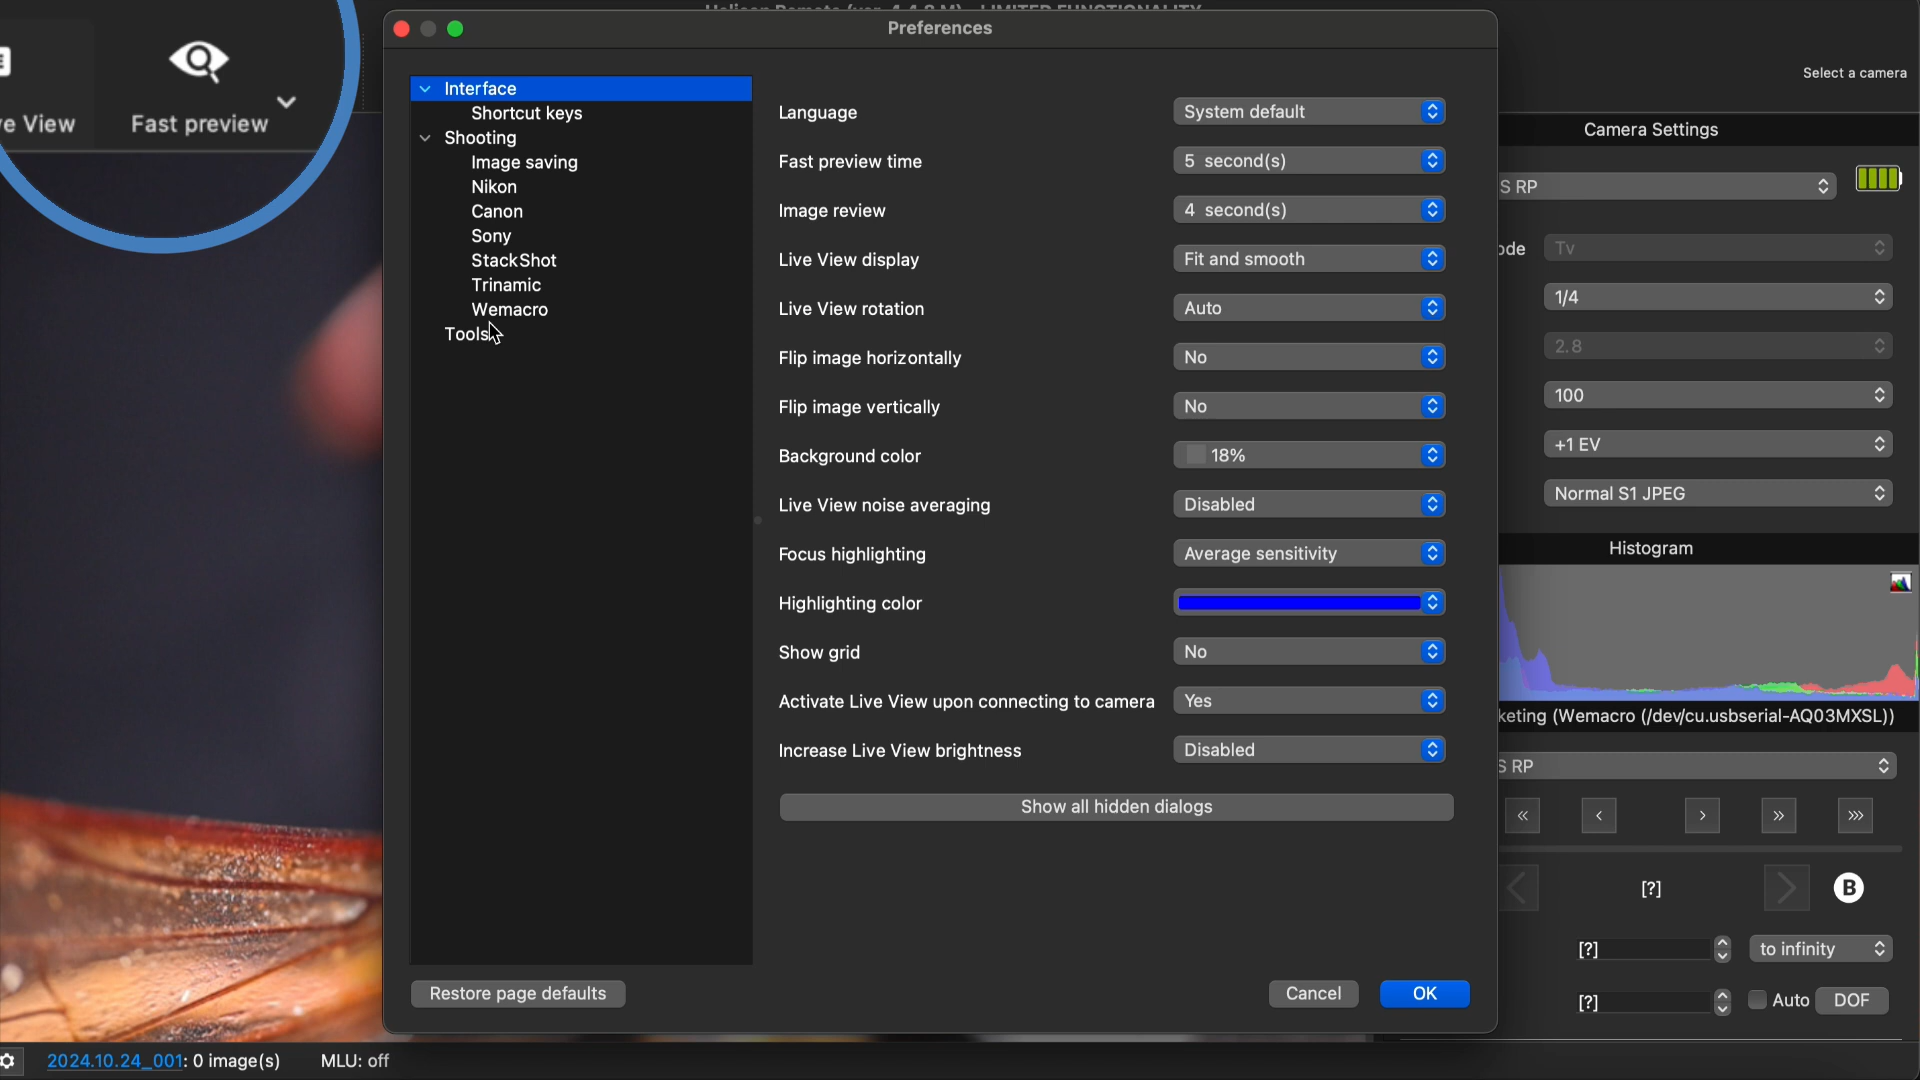 Preferences
Select a camera
View
Fast preview
Interface
Shortcut keys
Shooting
Image saving
Nikon
Canon
Sony
StackShot
Trinamic
Wemacro
Tools
Language System default
Fast preview time 5 second(s)
Image review 4 second(s)
Live View display Fit and smooth
Live View rotation Auto
Flip image horizontally No
Flip image vertically No
Background color 18%
Live View noise averaging Disabled
Focus highlighting Average sensitivity
Highlighting color
Show grid No
Activate Live View upon connecting to camera Yes
Increase Live View brightness Disabled
Show all hidden dialogs
Restore page defaults
Cancel
OK
Camera Settings
S RP
Tv
1/4
2.8
100
+1 EV
Normal S1 JPEG
Histogram
keting (Wemacro (/dev/cu.usbserial-AQ03MXSL))
S RP
[?] B
[?] to infinity
[?] Auto DOF
2024.10.24_001: 0 image(s) MLU: off